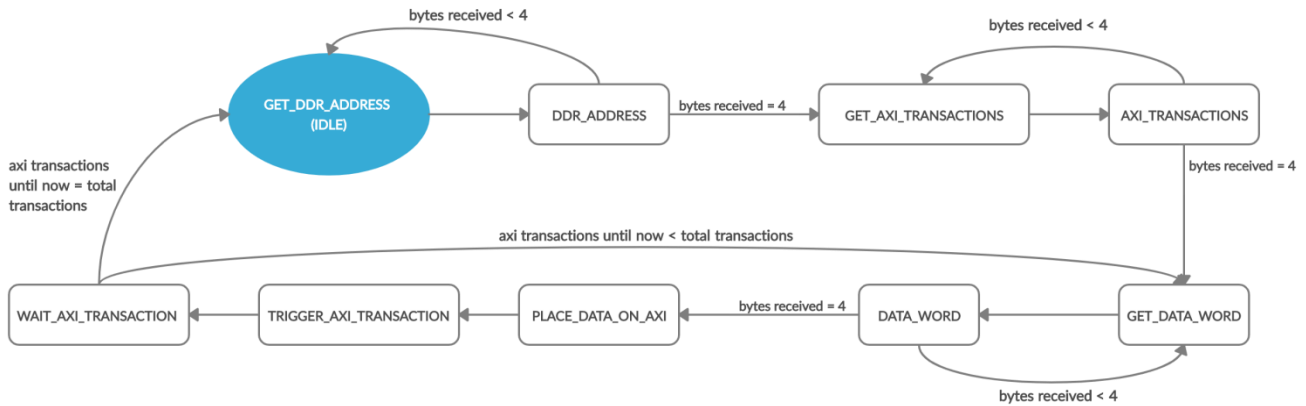 bytes received < 4
bytes received < 4
GET_DDR_ADDRESS
(IDLE)
DDR_ADDRESS
bytes received = 4
GET_AXI_TRANSACTIONS
AXI_TRANSACTIONS
axi transactions
until now = total
transactions
bytes received = 4
axi transactions until now < total transactions
WAIT_AXI_TRANSACTION
TRIGGER_AXI_TRANSACTION
PLACE_DATA_ON_AXI
bytes received = 4
DATA_WORD
GET_DATA_WORD
bytes received < 4